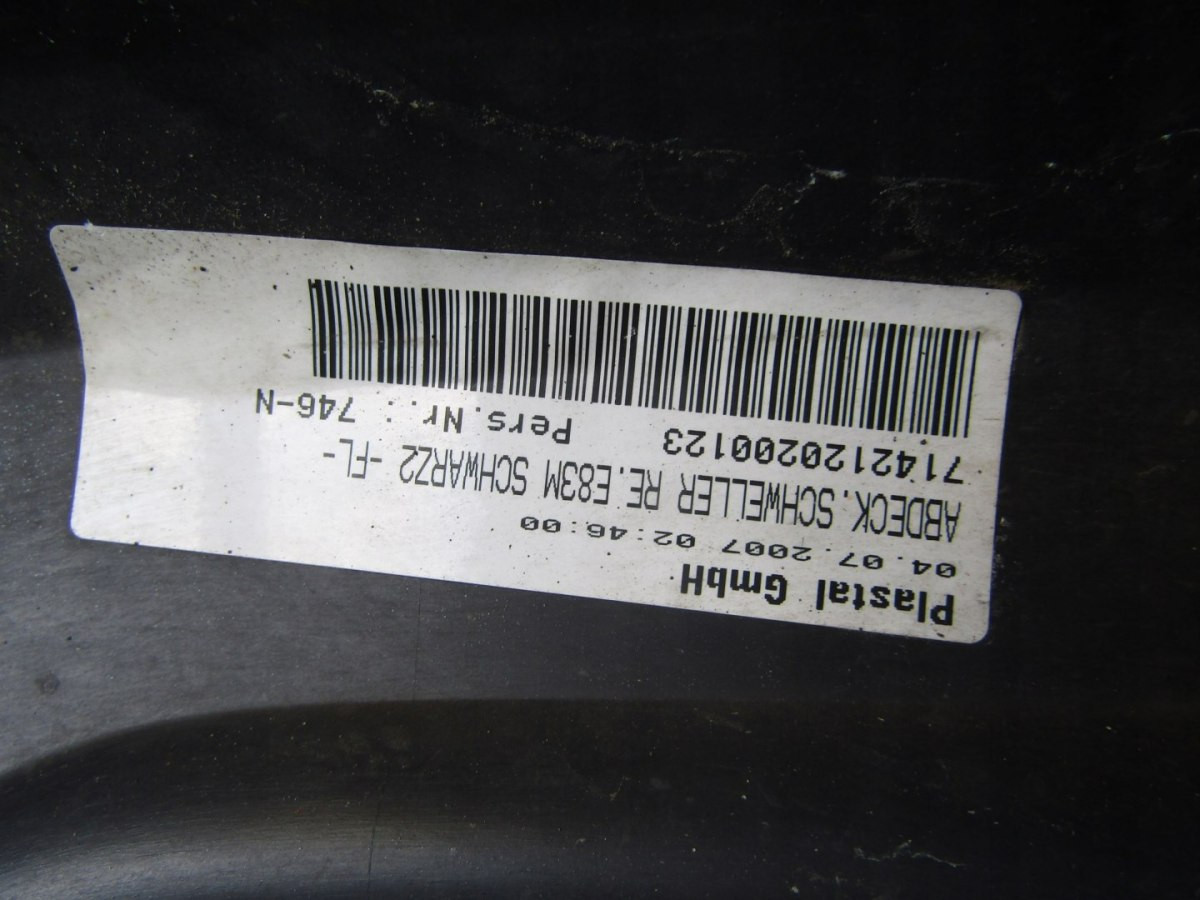 Plastal GmbH
04.07.2007 02:46:00
ABDECK.SCHWELLER RE.E83M SCHWARZ2 -FL-
7142120200123 Pers.Nr.: 746-N